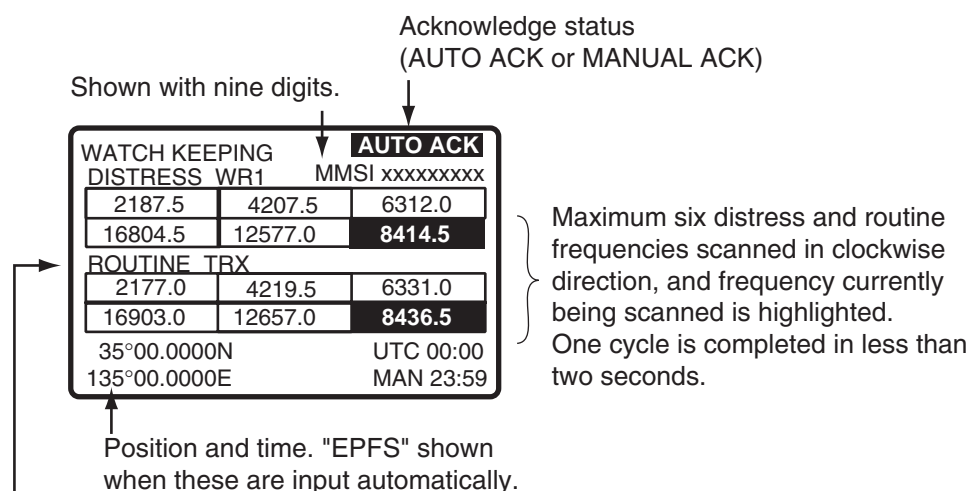 Acknowledge status
(AUTO ACK or MANUAL ACK)
Shown with nine digits.
WATCH KEEPING AUTO ACK
DISTRESS WR1 MMSI xxxxxxxxx
2187.5 4207.5 6312.0
16804.5 12577.0 8414.5
ROUTINE TRX
2177.0 4219.5 6331.0
16903.0 12657.0 8436.5
35°00.0000N UTC 00:00
135°00.0000E MAN 23:59
Maximum six distress and routine
frequencies scanned in clockwise
direction, and frequency currently
being scanned is highlighted.
One cycle is completed in less than
two seconds.
Position and time. "EPFS" shown
when these are input automatically.